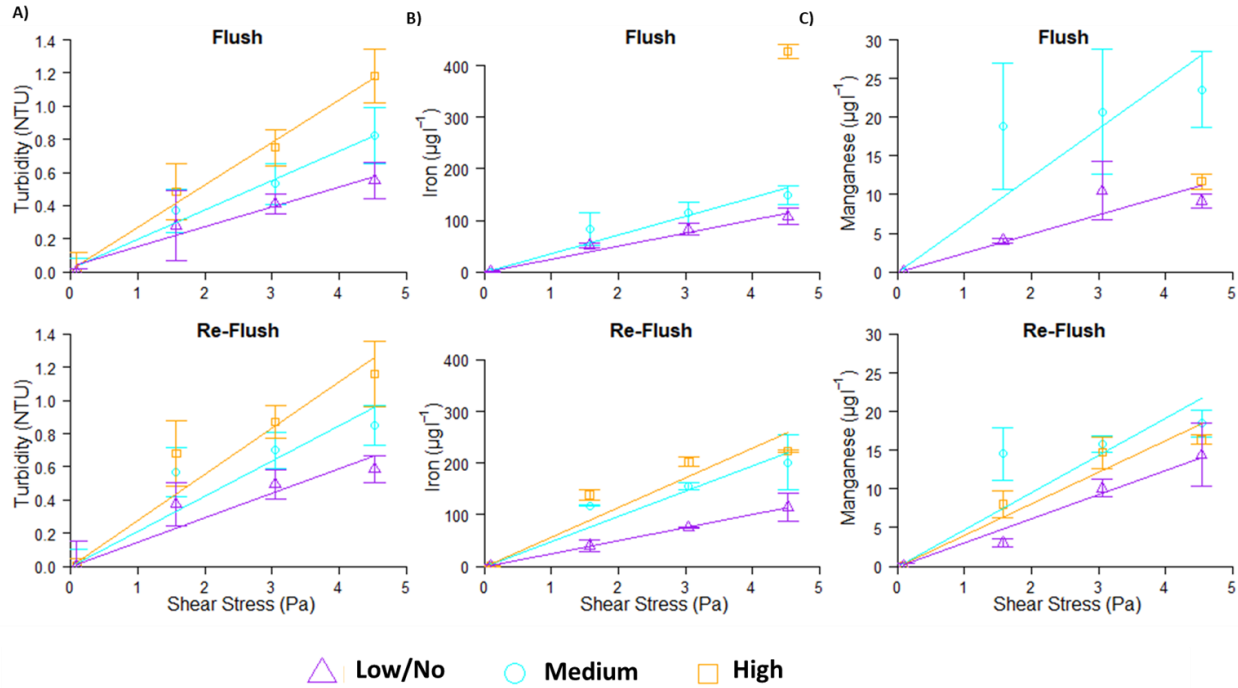 A)
Flush
Turbidity (NTU)
1.4
1.2
1.0
0.8
0.6
0.4
0.2
0.0
0 1 2 3 4 5
B)
Flush
Iron (µgl⁻¹)
400
300
200
100
0
0 1 2 3 4 5
C)
Flush
Manganese (µgl⁻¹)
30
25
20
15
10
5
0
0 1 2 3 4 5
Re-Flush
Turbidity (NTU)
1.4
1.2
1.0
0.8
0.6
0.4
0.2
0.0
0 1 2 3 4 5
Shear Stress (Pa)
Re-Flush
Iron (µgl⁻¹)
400
300
200
100
0
0 1 2 3 4 5
Shear Stress (Pa)
Re-Flush
Manganese (µgl⁻¹)
30
25
20
15
10
5
0
0 1 2 3 4 5
Shear Stress (Pa)
Low/No Medium High